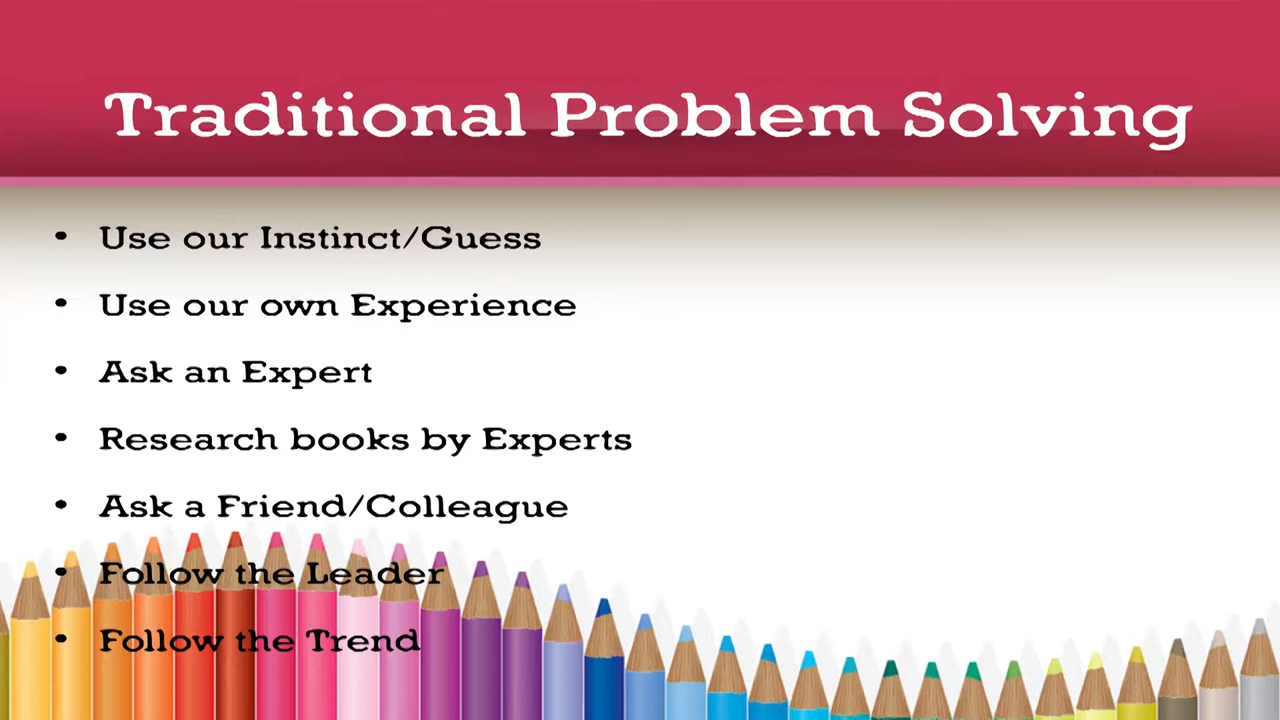 Traditional Problem Solving
• Use our Instinct/Guess
• Use our own Experience
• Ask an Expert
• Research books by Experts
• Ask a Friend/Colleague
• Follow the Leader
• Follow the Trend